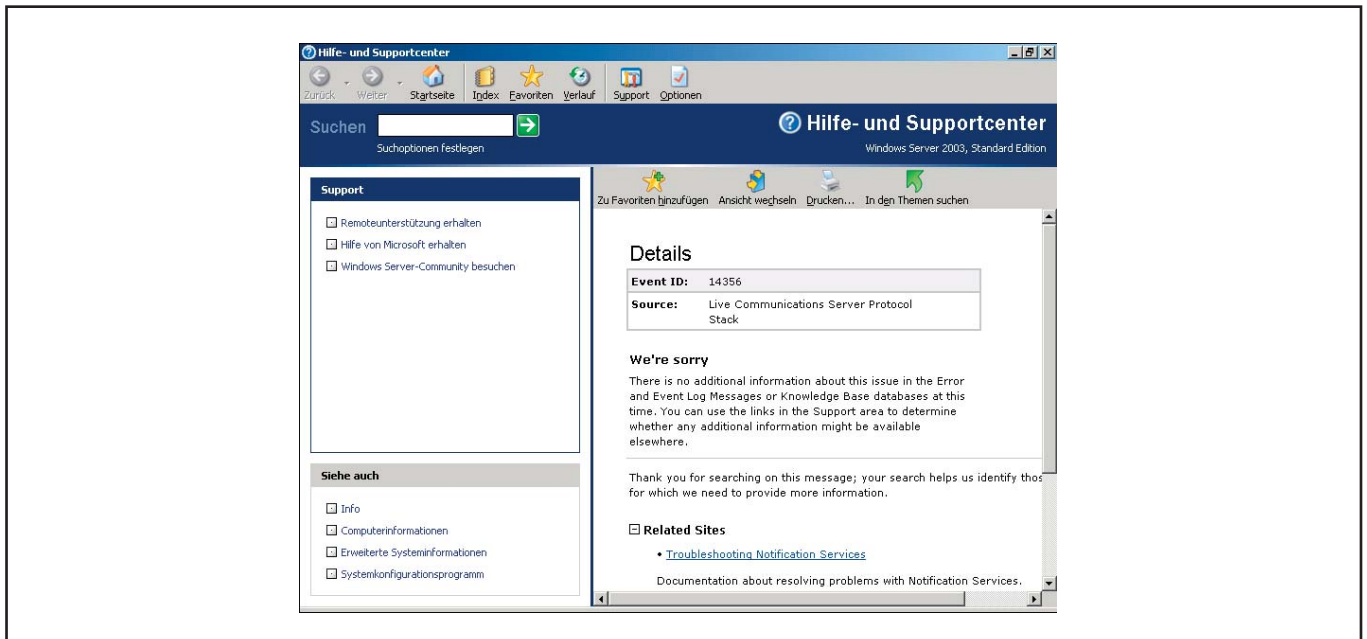 Hilfe- und Supportcenter
Zurück Weiter Startseite Index Favoriten Verlauf Support Optionen
Suchen
Suchoptionen festlegen
Hilfe- und Supportcenter
Windows Server 2003, Standard Edition
Support
Remoteunterstützung erhalten
Hilfe von Microsoft erhalten
Windows Server-Community besuchen
Siehe auch
Info
Computerinformationen
Erweiterte Systeminformationen
Systemkonfigurationsprogramm
Zu Favoriten hinzufügen Ansicht wechseln Drucken... In den Themen suchen
Details
Event ID: 14356
Source: Live Communications Server Protocol
Stack
We're sorry
There is no additional information about this issue in the Error
and Event Log Messages or Knowledge Base databases at this
time. You can use the links in the Support area to determine
whether any additional information might be available
elsewhere.
Thank you for searching on this message; your search helps us identify thos
for which we need to provide more information.
Related Sites
• Troubleshooting Notification Services
Documentation about resolving problems with Notification Services.